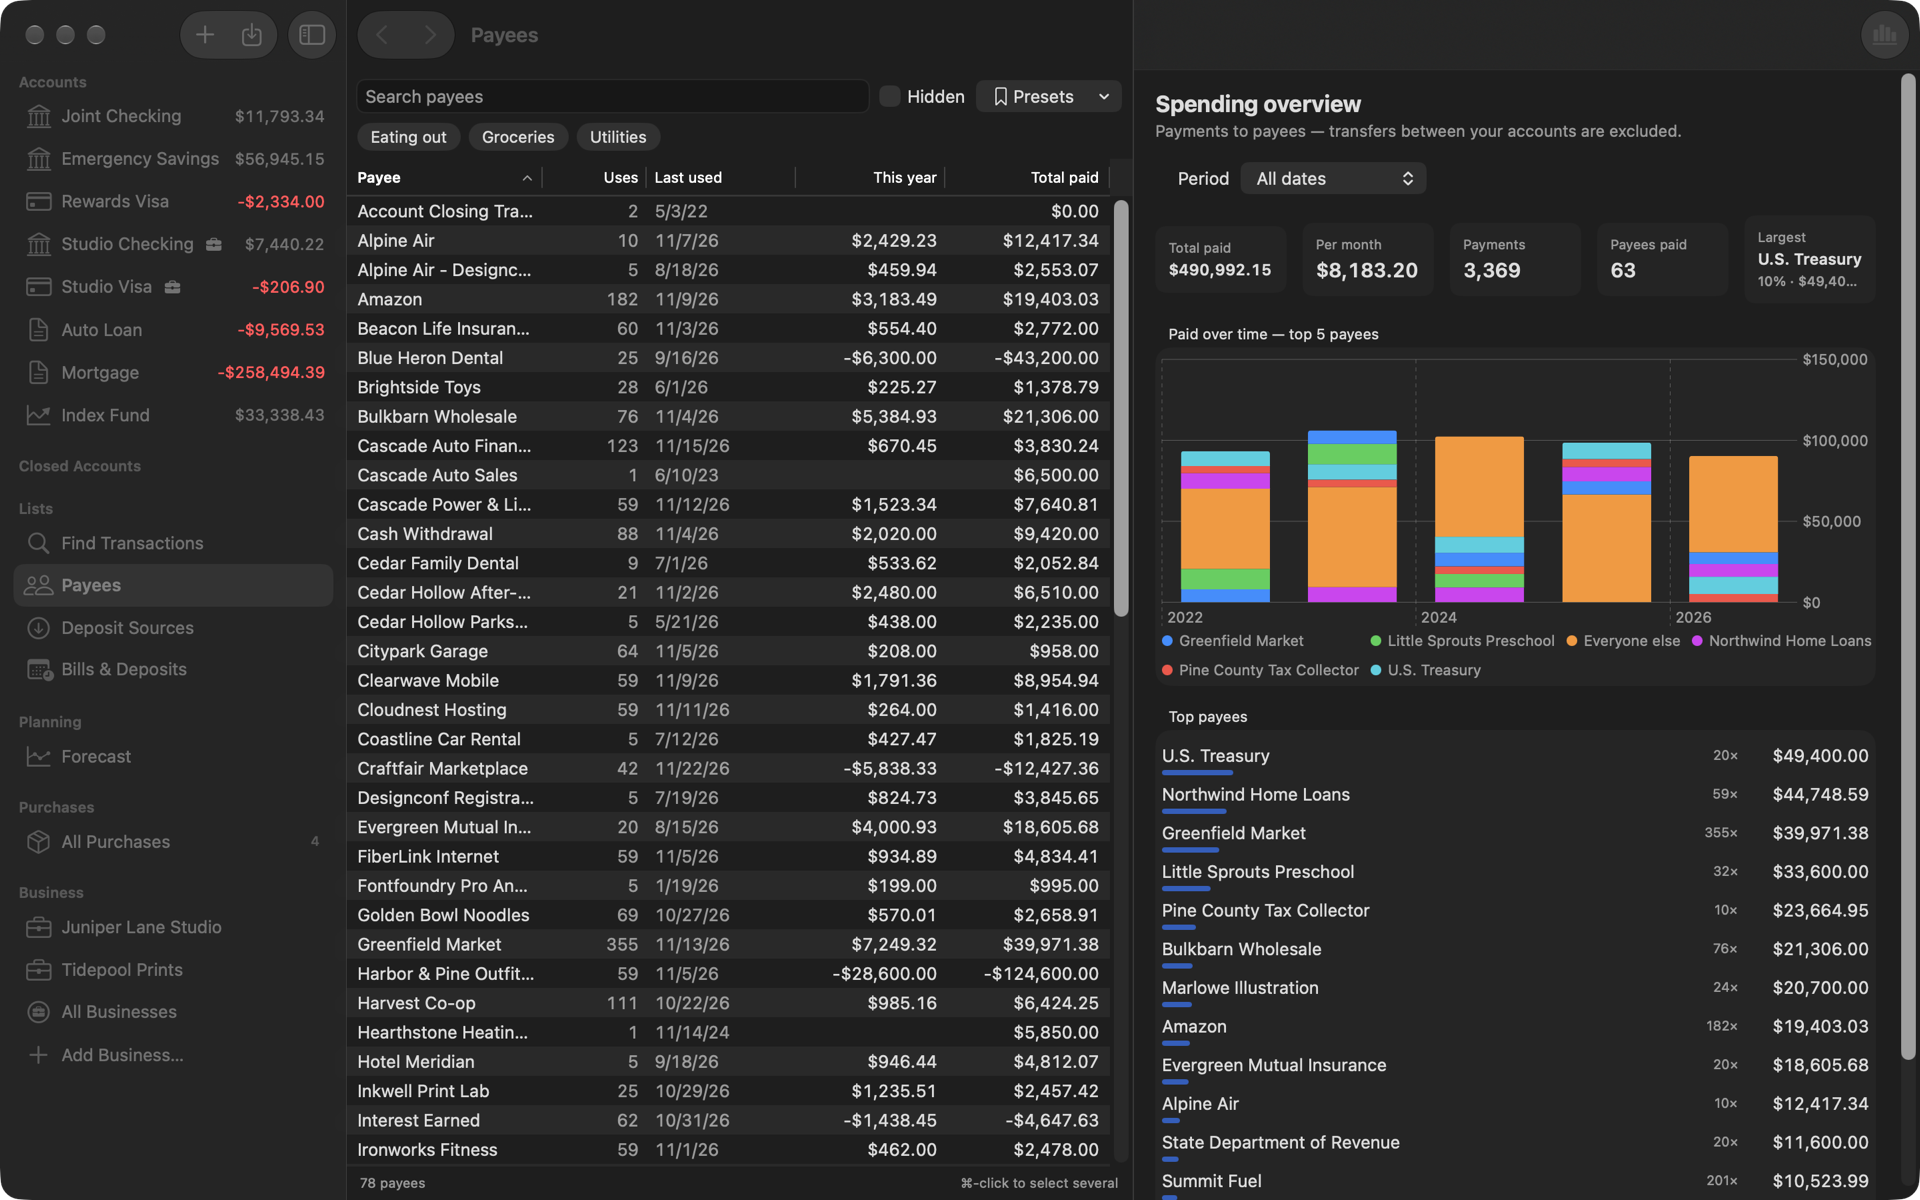 Accounts
Joint Checking $11,793.34
Emergency Savings $56,945.15
Rewards Visa -$2,334.00
Studio Checking $7,440.22
Studio Visa -$206.90
Auto Loan -$9,569.53
Mortgage -$258,494.39
Index Fund $33,338.43
Closed Accounts
Lists
Find Transactions
Payees
Deposit Sources
Bills & Deposits
Planning
Forecast
Purchases
All Purchases 4
Business
Juniper Lane Studio
Tidepool Prints
All Businesses
Add Business...
Payees
Search payees
Hidden
Presets
Eating out Groceries Utilities
Payee Uses Last used This year Total paid
Account Closing Tra... 2 5/3/22 $0.00
Alpine Air 10 11/7/26 $2,429.23 $12,417.34
Alpine Air - Designc... 5 8/18/26 $459.94 $2,553.07
Amazon 182 11/9/26 $3,183.49 $19,403.03
Beacon Life Insuran... 60 11/3/26 $554.40 $2,772.00
Blue Heron Dental 25 9/16/26 -$6,300.00 -$43,200.00
Brightside Toys 28 6/1/26 $225.27 $1,378.79
Bulkbarn Wholesale 76 11/4/26 $5,384.93 $21,306.00
Cascade Auto Finan... 123 11/15/26 $670.45 $3,830.24
Cascade Auto Sales 1 6/10/23 $6,500.00
Cascade Power & Li... 59 11/12/26 $1,523.34 $7,640.81
Cash Withdrawal 88 11/4/26 $2,020.00 $9,420.00
Cedar Family Dental 9 7/1/26 $533.62 $2,052.84
Cedar Hollow After-... 21 11/2/26 $2,480.00 $6,510.00
Cedar Hollow Parks... 5 5/21/26 $438.00 $2,235.00
Citypark Garage 64 11/5/26 $208.00 $958.00
Clearwave Mobile 59 11/9/26 $1,791.36 $8,954.94
Cloudnest Hosting 59 11/11/26 $264.00 $1,416.00
Coastline Car Rental 5 7/12/26 $427.47 $1,825.19
Craftfair Marketplace 42 11/22/26 -$5,838.33 -$12,427.36
Designconf Registra... 5 7/19/26 $824.73 $3,845.65
Evergreen Mutual In... 20 8/15/26 $4,000.93 $18,605.68
FiberLink Internet 59 11/5/26 $934.89 $4,834.41
Fontfoundry Pro An... 5 1/19/26 $199.00 $995.00
Golden Bowl Noodles 69 10/27/26 $570.01 $2,658.91
Greenfield Market 355 11/13/26 $7,249.32 $39,971.38
Harbor & Pine Outfit... 59 11/5/26 -$28,600.00 -$124,600.00
Harvest Co-op 111 10/22/26 $985.16 $6,424.25
Hearthstone Heatin... 1 11/14/24 $5,850.00
Hotel Meridian 5 9/18/26 $946.44 $4,812.07
Inkwell Print Lab 25 10/29/26 $1,235.51 $2,457.42
Interest Earned 62 10/31/26 -$1,438.45 -$4,647.63
Ironworks Fitness 59 11/1/26 $462.00 $2,478.00
78 payees ⌘-click to select several
Spending overview
Payments to payees — transfers between your accounts are excluded.
Period All dates
Total paid
$490,992.15
Per month
$8,183.20
Payments
3,369
Payees paid
63
Largest
U.S. Treasury
10% · $49,40...
Paid over time — top 5 payees
$150,000
$100,000
$50,000
$0
2022 2024 2026
Greenfield Market Little Sprouts Preschool Everyone else Northwind Home Loans
Pine County Tax Collector U.S. Treasury
Top payees
U.S. Treasury 20× $49,400.00
Northwind Home Loans 59× $44,748.59
Greenfield Market 355× $39,971.38
Little Sprouts Preschool 32× $33,600.00
Pine County Tax Collector 10× $23,664.95
Bulkbarn Wholesale 76× $21,306.00
Marlowe Illustration 24× $20,700.00
Amazon 182× $19,403.03
Evergreen Mutual Insurance 20× $18,605.68
Alpine Air 10× $12,417.34
State Department of Revenue 20× $11,600.00
Summit Fuel 201× $10,523.99